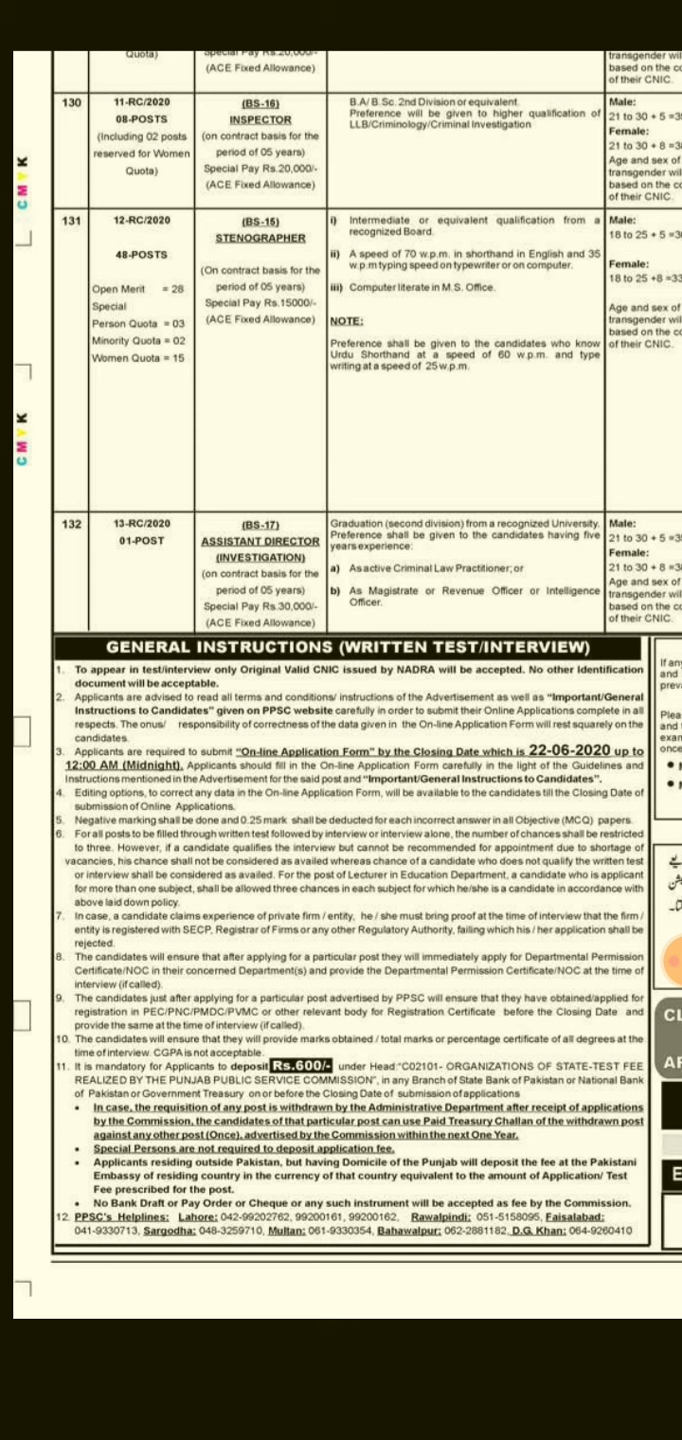 Quota)
Special Pay Rs.20,000/-
(ACE Fixed Allowance)
transgender wil
based on the co
of their CNIC.
130
11-RC/2020
08-POSTS
(Including 02 posts
reserved for Women
Quota)
(BS-16)
INSPECTOR
(on contract basis for the
period of 05 years)
Special Pay Rs.20,000/-
(ACE Fixed Allowance)
B.A/ B.Sc. 2nd Division or equivalent.
Preference will be given to higher qualification of
LLB/Criminology/Criminal Investigation
Male:
21 to 30 + 5 =35
Female:
21 to 30 + 8 =38
Age and sex of
transgender wil
based on the co
of their CNIC.
CMYK
131
12-RC/2020
48-POSTS
Open Merit = 28
Special
Person Quota = 03
Minority Quota = 02
Women Quota = 15
(BS-15)
STENOGRAPHER
(On contract basis for the
period of 05 years)
Special Pay Rs.15000/-
(ACE Fixed Allowance)
i) Intermediate or equivalent qualification from a
recognized Board.
ii) A speed of 70 w.p.m. in shorthand in English and 35
w.p.m typing speed on typewriter or on computer.
iii) Computer literate in M.S. Office.
NOTE:
Preference shall be given to the candidates who know
Urdu Shorthand at a speed of 60 w.p.m. and type
writing at a speed of 25 w.p.m.
Male:
18 to 25 + 5 =30
Female:
18 to 25 +8 =33
Age and sex of
transgender wil
based on the co
of their CNIC.
CMYK
132
13-RC/2020
01-POST
(BS-17)
ASSISTANT DIRECTOR
(INVESTIGATION)
(on contract basis for the
period of 05 years)
Special Pay Rs.30,000/-
(ACE Fixed Allowance)
Graduation (second division) from a recognized University.
Preference shall be given to the candidates having five
years experience:
a) As active Criminal Law Practitioner; or
b) As Magistrate or Revenue Officer or Intelligence
Officer.
Male:
21 to 30 + 5 =35
Female:
21 to 30 + 8 =38
Age and sex of
transgender wil
based on the co
of their CNIC.
GENERAL INSTRUCTIONS (WRITTEN TEST/INTERVIEW)
1. To appear in test/interview only Original Valid CNIC issued by NADRA will be accepted. No other Identification
document will be acceptable.
2. Applicants are advised to read all terms and conditions/ instructions of the Advertisement as well as "Important/General
Instructions to Candidates" given on PPSC website carefully in order to submit their Online Applications complete in all
respects. The onus/ responsibility of correctness of the data given in the On-line Application Form will rest squarely on the
candidates.
3. Applicants are required to submit "On-line Application Form" by the Closing Date which is 22-06-2020 up to
12:00 AM (Midnight). Applicants should fill in the On-line Application Form carefully in the light of the Guidelines and
Instructions mentioned in the Advertisement for the said post and "Important/General Instructions to Candidates".
4. Editing options, to correct any data in the On-line Application Form, will be available to the candidates till the Closing Date of
submission of Online Applications.
5. Negative marking shall be done and 0.25 mark shall be deducted for each incorrect answer in all Objective (MCQ) papers.
6. For all posts to be filled through written test followed by interview or interview alone, the number of chances shall be restricted
to three. However, if a candidate qualifies the interview but cannot be recommended for appointment due to shortage of
vacancies, his chance shall not be considered as availed whereas chance of a candidate who does not qualify the written test
or interview shall be considered as availed. For the post of Lecturer in Education Department, a candidate who is applicant
for more than one subject, shall be allowed three chances in each subject for which he/she is a candidate in accordance with
above laid down policy.
7. In case, a candidate claims experience of private firm / entity, he / she must bring proof at the time of interview that the firm /
entity is registered with SECP, Registrar of Firms or any other Regulatory Authority, failing which his / her application shall be
rejected.
8. The candidates will ensure that after applying for a particular post they will immediately apply for Departmental Permission
Certificate/NOC in their concerned Department(s) and provide the Departmental Permission Certificate/NOC at the time of
interview (if called).
9. The candidates just after applying for a particular post advertised by PPSC will ensure that they have obtained/applied for
registration in PEC/PNC/PMDC/PVMC or other relevant body for Registration Certificate before the Closing Date and
provide the same at the time of interview (if called).
10. The candidates will ensure that they will provide marks obtained / total marks or percentage certificate of all degrees at the
time of interview. CGPA is not acceptable.
11. It is mandatory for Applicants to deposit Rs.600/- under Head:"C02101- ORGANIZATIONS OF STATE-TEST FEE
REALIZED BY THE PUNJAB PUBLIC SERVICE COMMISSION", in any Branch of State Bank of Pakistan or National Bank
of Pakistan or Government Treasury on or before the Closing Date of submission of applications
• In case, the requisition of any post is withdrawn by the Administrative Department after receipt of applications
by the Commission, the candidates of that particular post can use Paid Treasury Challan of the withdrawn post
against any other post (Once), advertised by the Commission within the next One Year.
• Special Persons are not required to deposit application fee.
• Applicants residing outside Pakistan, but having Domicile of the Punjab will deposit the fee at the Pakistani
Embassy of residing country in the currency of that country equivalent to the amount of Application/ Test
Fee prescribed for the post.
• No Bank Draft or Pay Order or Cheque or any such instrument will be accepted as fee by the Commission.
12. PPSC's Helplines: Lahore: 042-99202762, 99200161, 99200162, Rawalpindi: 051-5158095, Faisalabad:
041-9330713, Sargodha: 048-3259710, Multan: 061-9330354, Bahawalpur: 062-2881182, D.G. Khan: 064-9260410
If any
and
prev
Plea
and
exan
once
CL
AF
E